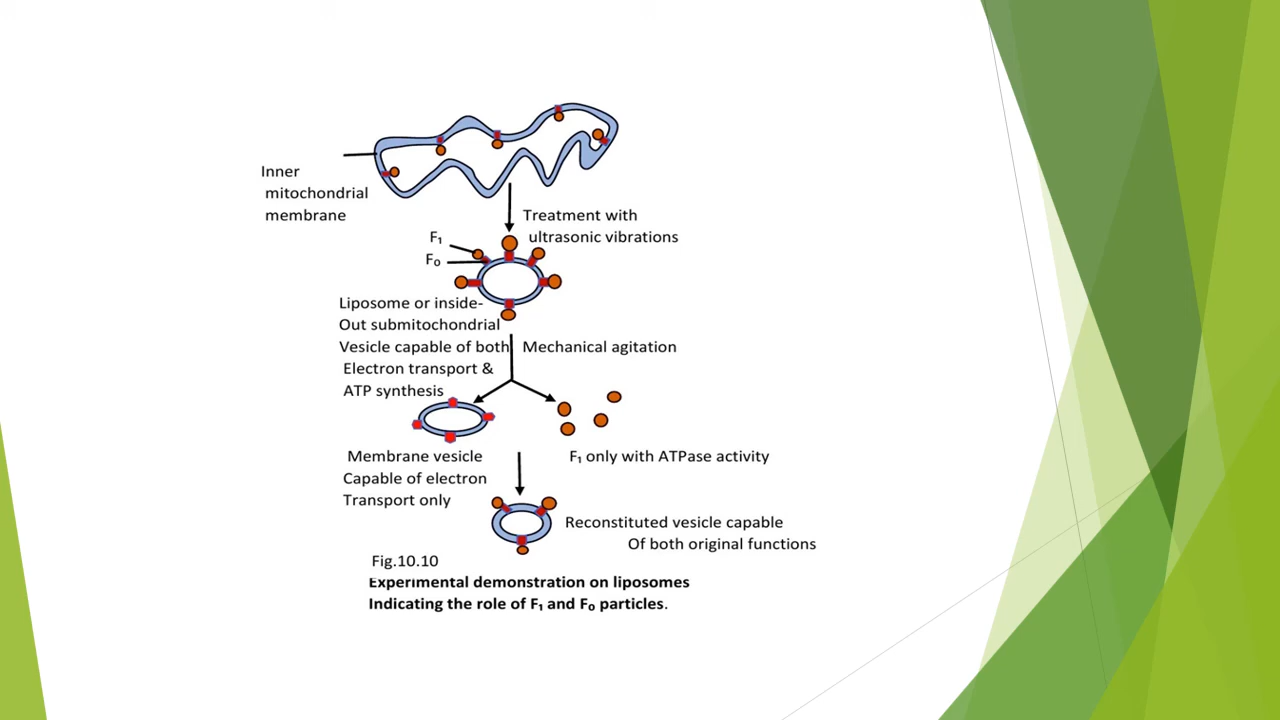 Inner
mitochondrial
membrane
Treatment with
ultrasonic vibrations
F₁
F₀
Liposome or inside-
Out submitochondrial
Vesicle capable of both
Electron transport &
ATP synthesis
Mechanical agitation
Membrane vesicle
Capable of electron
Transport only
F₁ only with ATPase activity
Reconstituted vesicle capable
Of both original functions
Fig.10.10
Experimental demonstration on liposomes
Indicating the role of F₁ and F₀ particles.